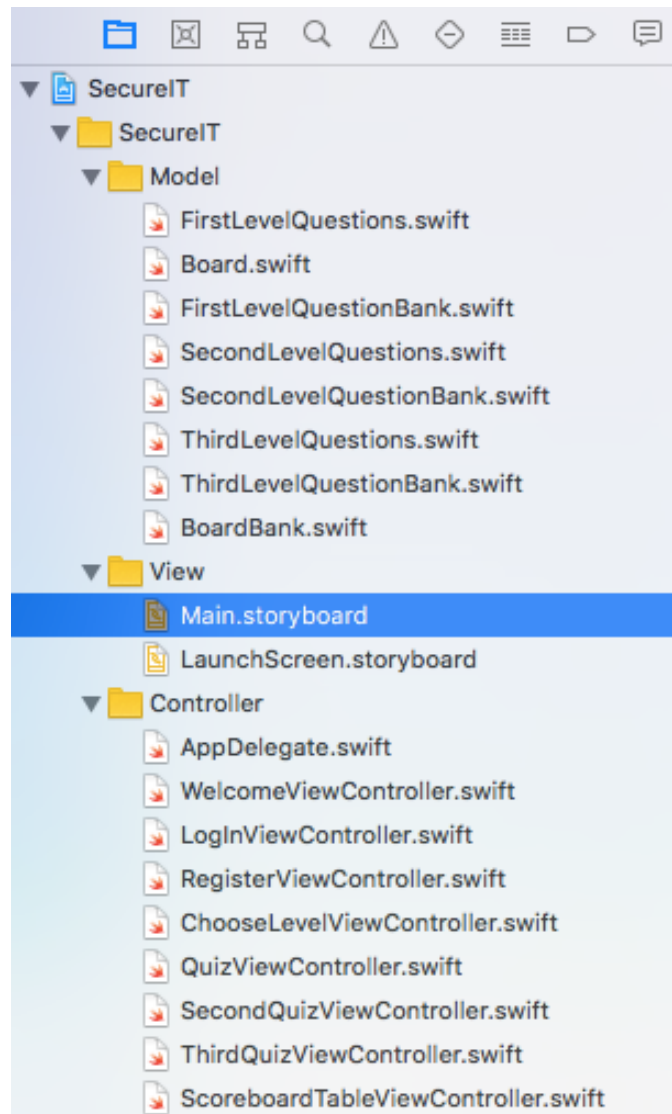 SecureIT
SecureIT
Model
FirstLevelQuestions.swift
Board.swift
FirstLevelQuestionBank.swift
SecondLevelQuestions.swift
SecondLevelQuestionBank.swift
ThirdLevelQuestions.swift
ThirdLevelQuestionBank.swift
BoardBank.swift
View
Main.storyboard
LaunchScreen.storyboard
Controller
AppDelegate.swift
WelcomeViewController.swift
LogInViewController.swift
RegisterViewController.swift
ChooseLevelViewController.swift
QuizViewController.swift
SecondQuizViewController.swift
ThirdQuizViewController.swift
ScoreboardTableViewController.swift